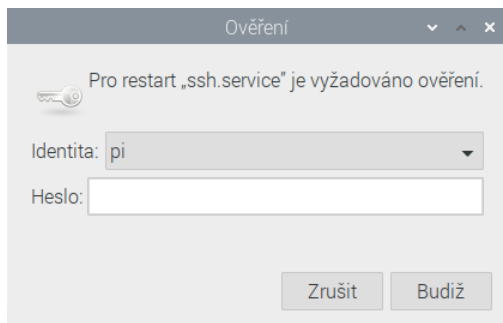 Ověření
Pro restart „ssh.service” je vyžadováno ověření.
Identita: pi
Heslo:
Zrušit Budiž